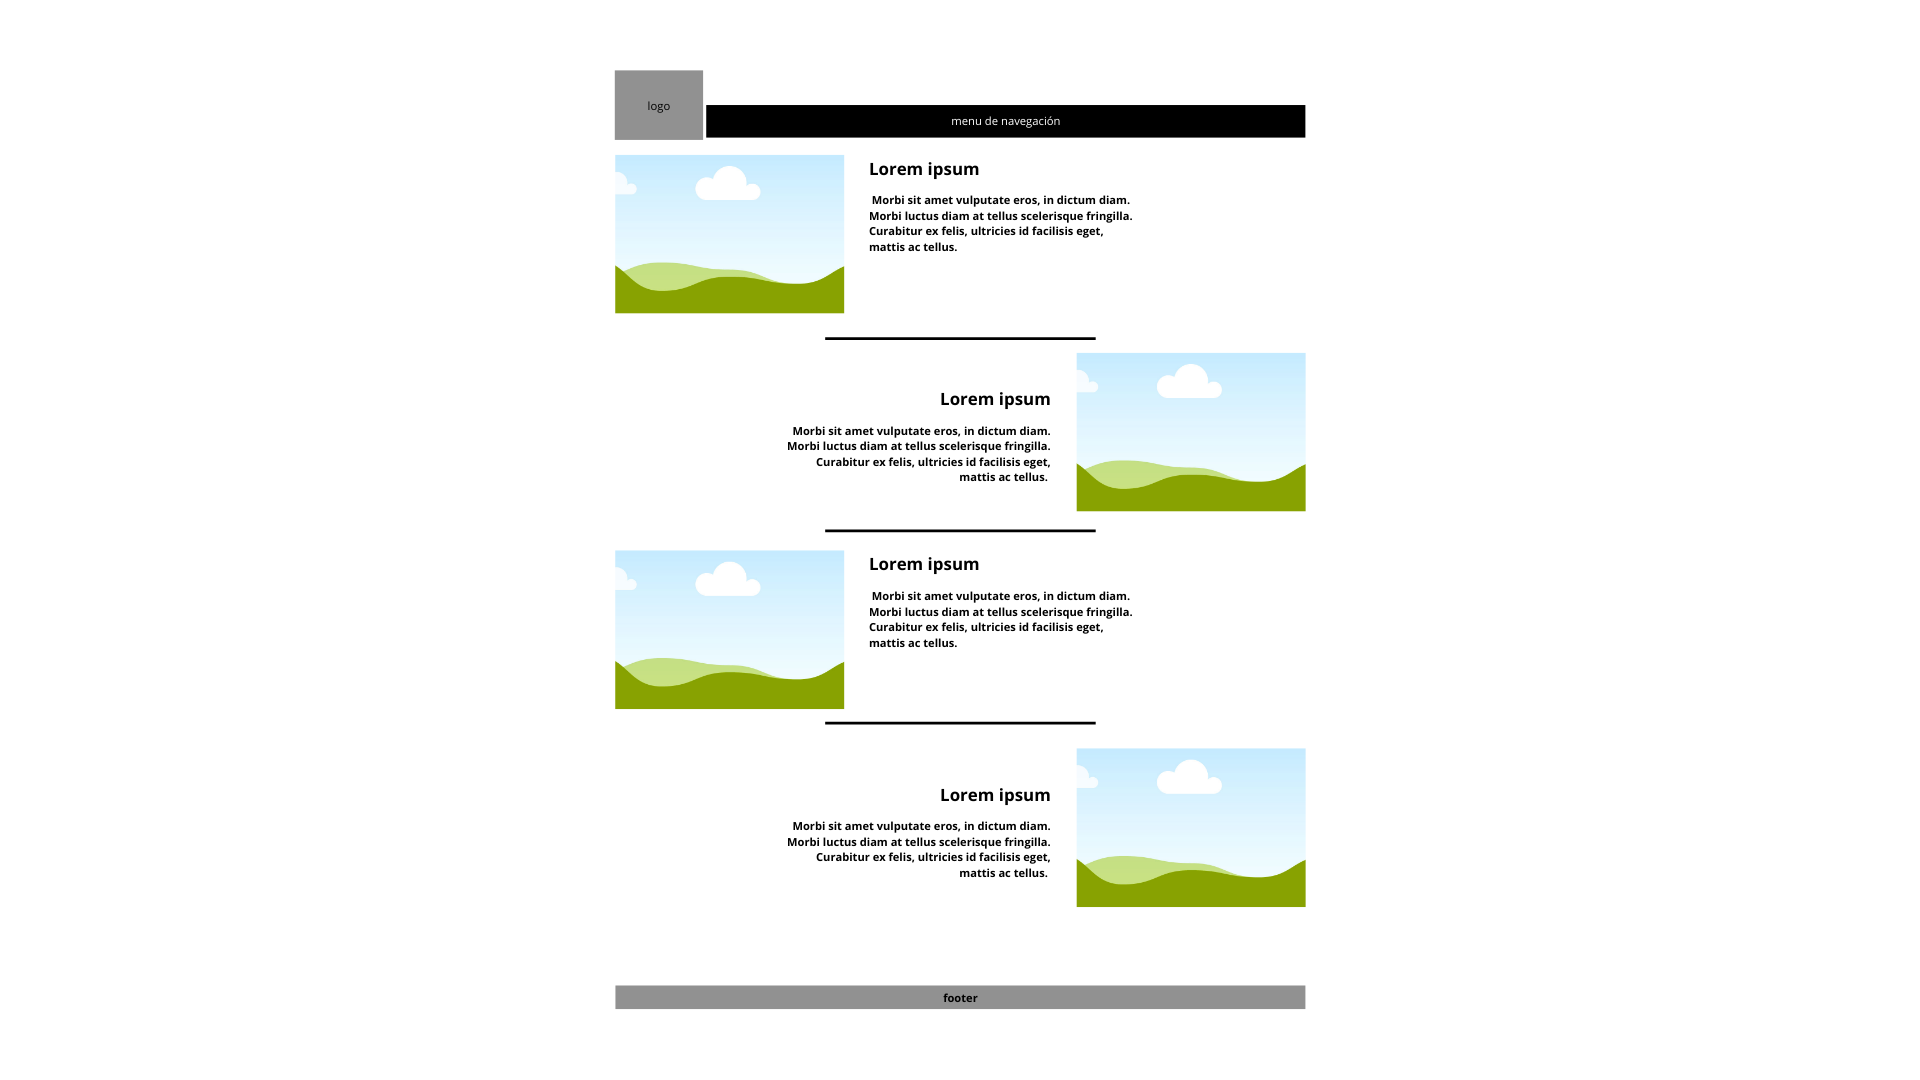 logo
menu de navegación
Lorem ipsum
Morbi sit amet vulputate eros, in dictum diam.
Morbi luctus diam at tellus scelerisque fringilla.
Curabitur ex felis, ultricies id facilisis eget,
mattis ac tellus.
Lorem ipsum
Morbi sit amet vulputate eros, in dictum diam.
Morbi luctus diam at tellus scelerisque fringilla.
Curabitur ex felis, ultricies id facilisis eget,
mattis ac tellus.
Lorem ipsum
Morbi sit amet vulputate eros, in dictum diam.
Morbi luctus diam at tellus scelerisque fringilla.
Curabitur ex felis, ultricies id facilisis eget,
mattis ac tellus.
Lorem ipsum
Morbi sit amet vulputate eros, in dictum diam.
Morbi luctus diam at tellus scelerisque fringilla.
Curabitur ex felis, ultricies id facilisis eget,
mattis ac tellus.
footer